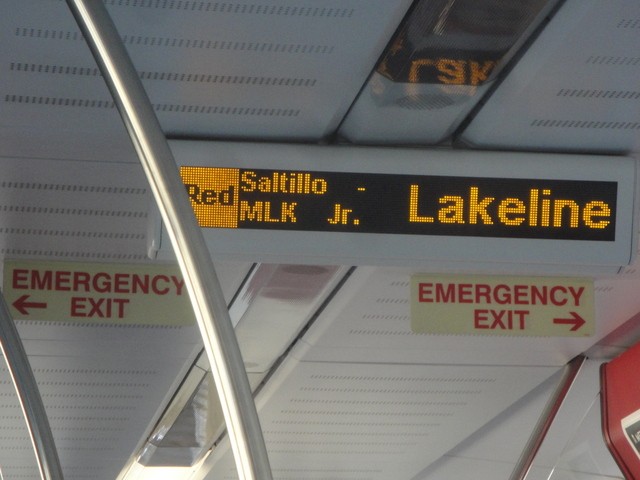 Red
Saltillo -
MLK Jr.
Lakeline
EMERGENCY
← EXIT
EMERGENCY
EXIT →